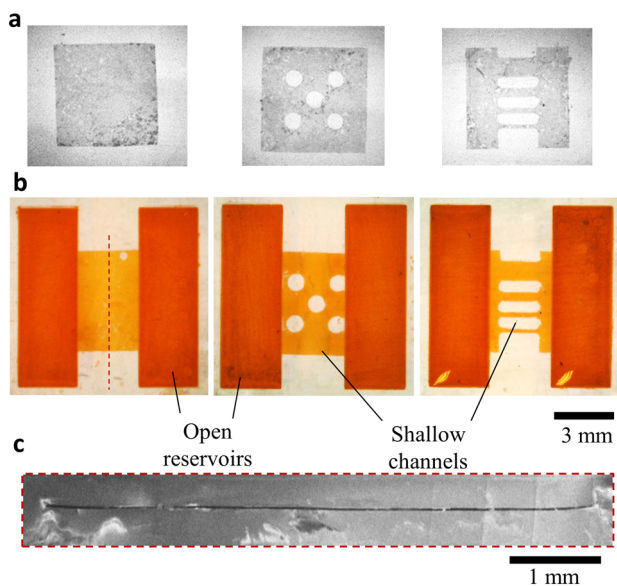 a
b
Open
reservoirs
Shallow
channels
3 mm
c
1 mm